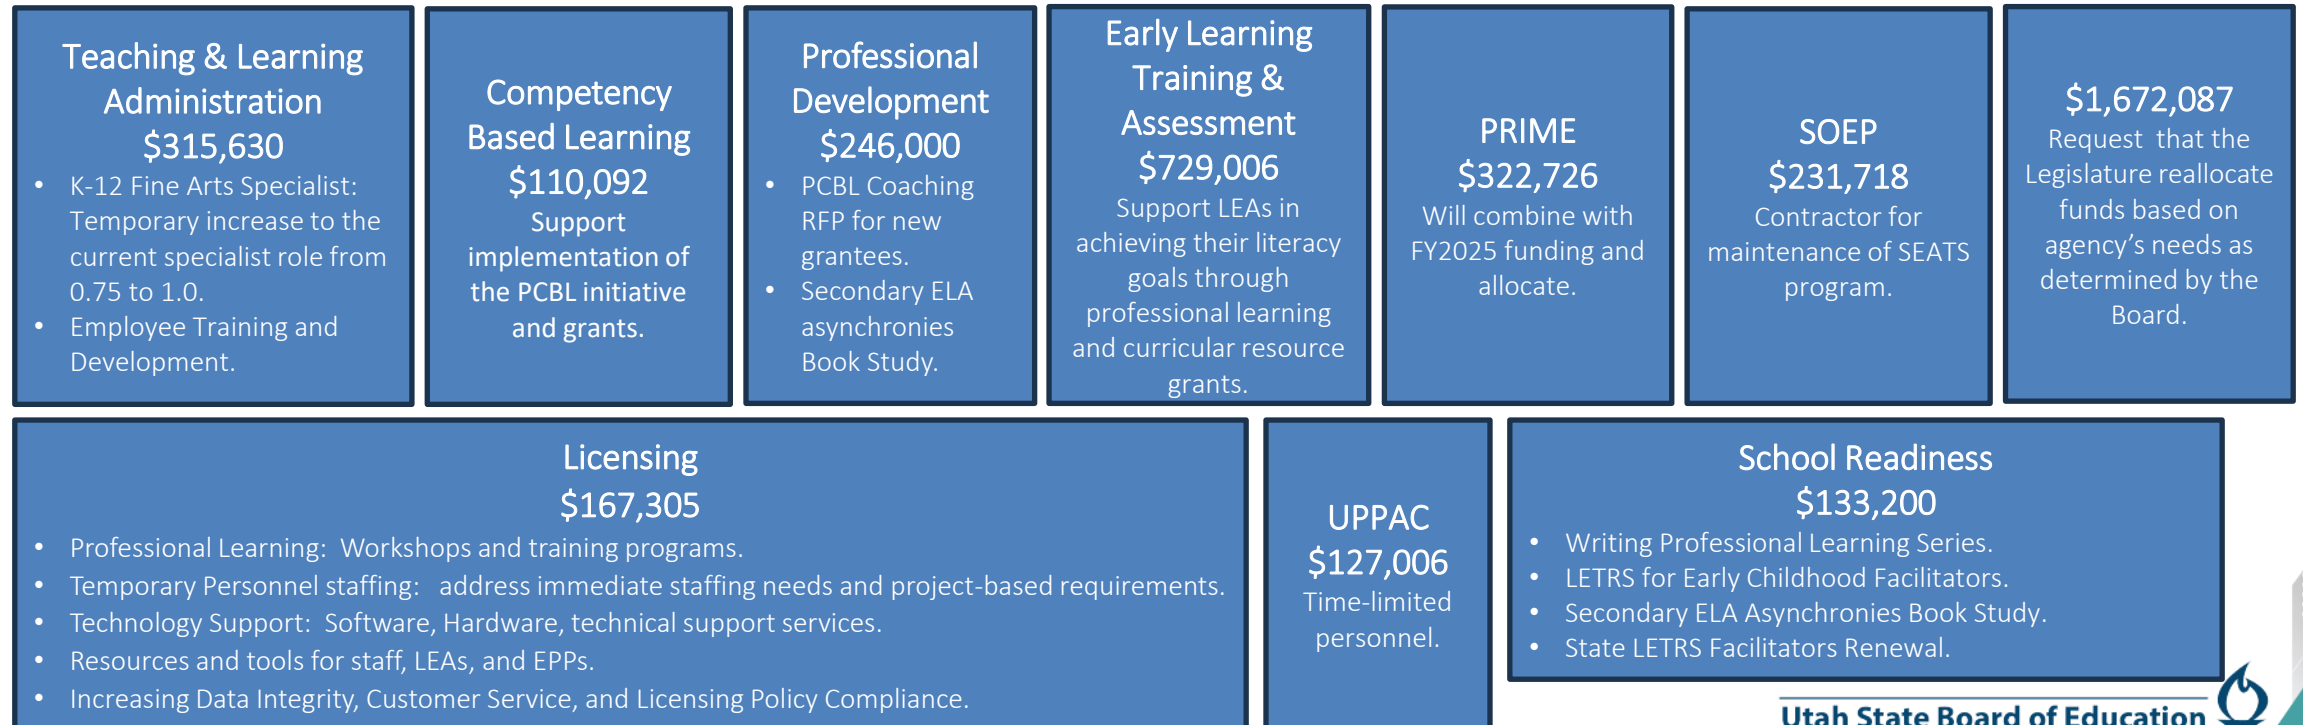 Teaching & Learning
Administration
$315,630
• K-12 Fine Arts Specialist:
Temporary increase to the
current specialist role from
0.75 to 1.0.
• Employee Training and
Development.
Competency
Based Learning
$110,092
Support
implementation of
the PCBL initiative
and grants.
Professional
Development
$246,000
• PCBL Coaching
RFP for new
grantees.
• Secondary ELA
asynchronies
Book Study.
Early Learning
Training &
Assessment
$729,006
Support LEAs in
achieving their literacy
goals through
professional learning
and curricular resource
grants.
PRIME
$322,726
Will combine with
FY2025 funding and
allocate.
SOEP
$231,718
Contractor for
maintenance of SEATS
program.
$1,672,087
Request that the
Legislature reallocate
funds based on
agency’s needs as
determined by the
Board.
Licensing
$167,305
• Professional Learning: Workshops and training programs.
• Temporary Personnel staffing: address immediate staffing needs and project-based requirements.
• Technology Support: Software, Hardware, technical support services.
• Resources and tools for staff, LEAs, and EPPs.
• Increasing Data Integrity, Customer Service, and Licensing Policy Compliance.
UPPAC
$127,006
Time-limited
personnel.
School Readiness
$133,200
• Writing Professional Learning Series.
• LETRS for Early Childhood Facilitators.
• Secondary ELA Asynchronies Book Study.
• State LETRS Facilitators Renewal.
Utah State Board of Education